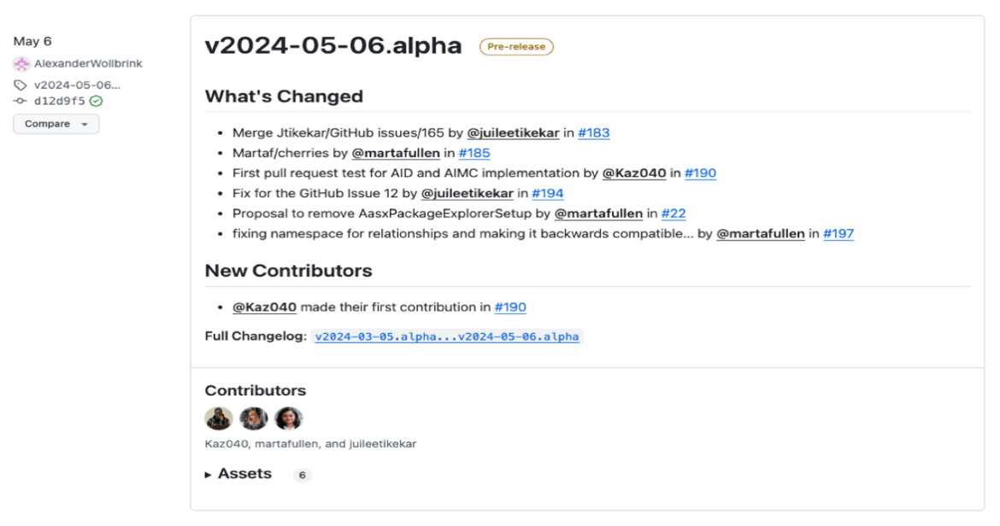 May 6
AlexanderWollbrink
v2024-05-06...
d12d9f5
Compare
v2024-05-06.alpha Pre-release
What's Changed
• Merge Jtikekar/GitHub issues/165 by @juileetikekar in #183
• Martaf/cherries by @martafullen in #185
• First pull request test for AID and AIMC implementation by @Kaz040 in #190
• Fix for the GitHub Issue 12 by @juileetikekar in #194
• Proposal to remove AasxPackageExplorerSetup by @martafullen in #22
• fixing namespace for relationships and making it backwards compatible... by @martafullen in #197
New Contributors
• @Kaz040 made their first contribution in #190
Full Changelog: v2024-03-05.alpha...v2024-05-06.alpha
Contributors
Kaz040, martafullen, and juileetikekar
Assets 6